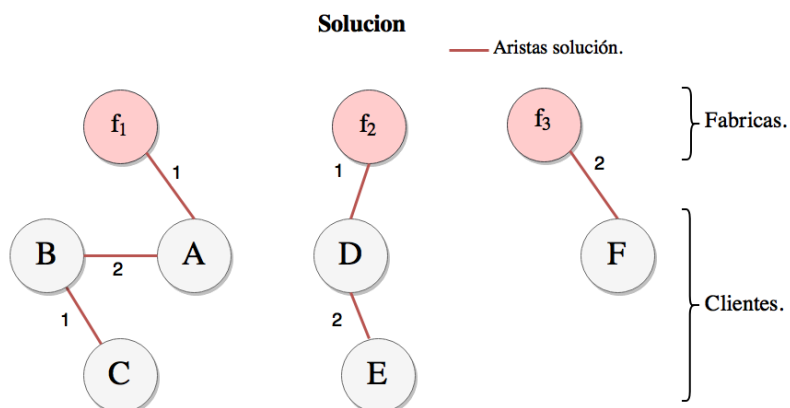 Solucion
Aristas solución.
f1
f2
f3
Fabricas.
1
1
2
B
A
D
F
2
Clientes.
1
2
C
E